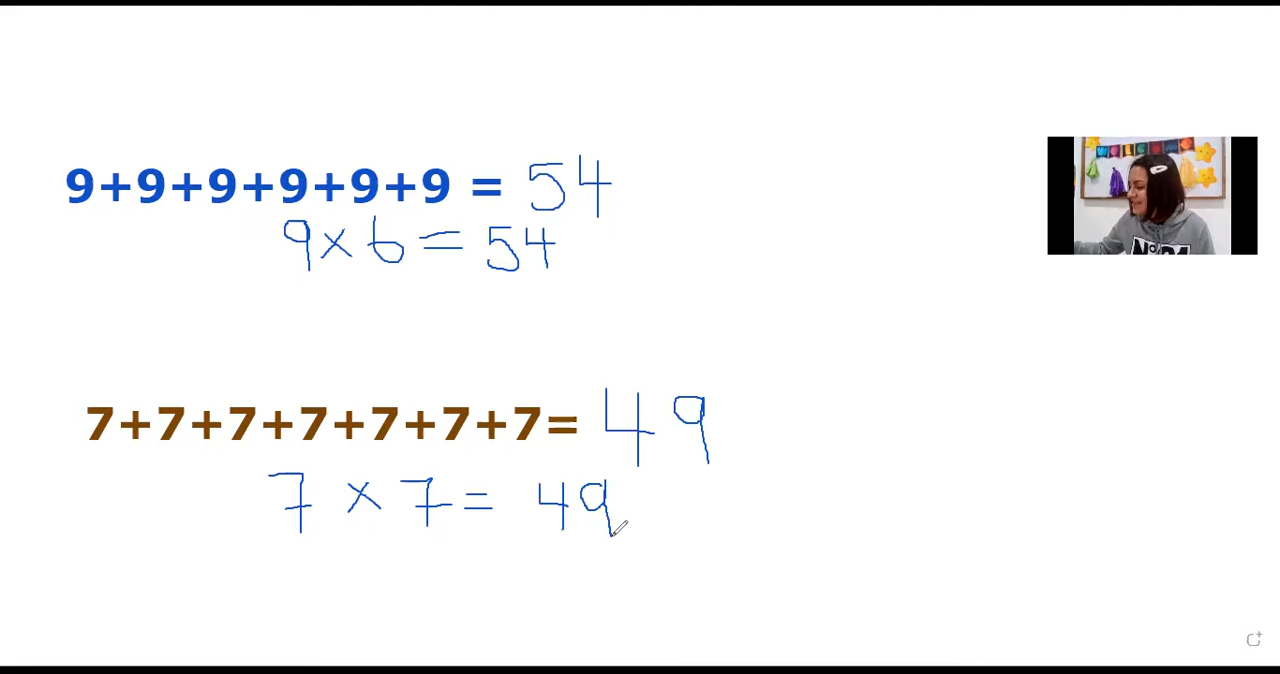 9+9+9+9+9+9 = 54
9 × 6 = 54
7+7+7+7+7+7+7= 49
7 × 7 = 49